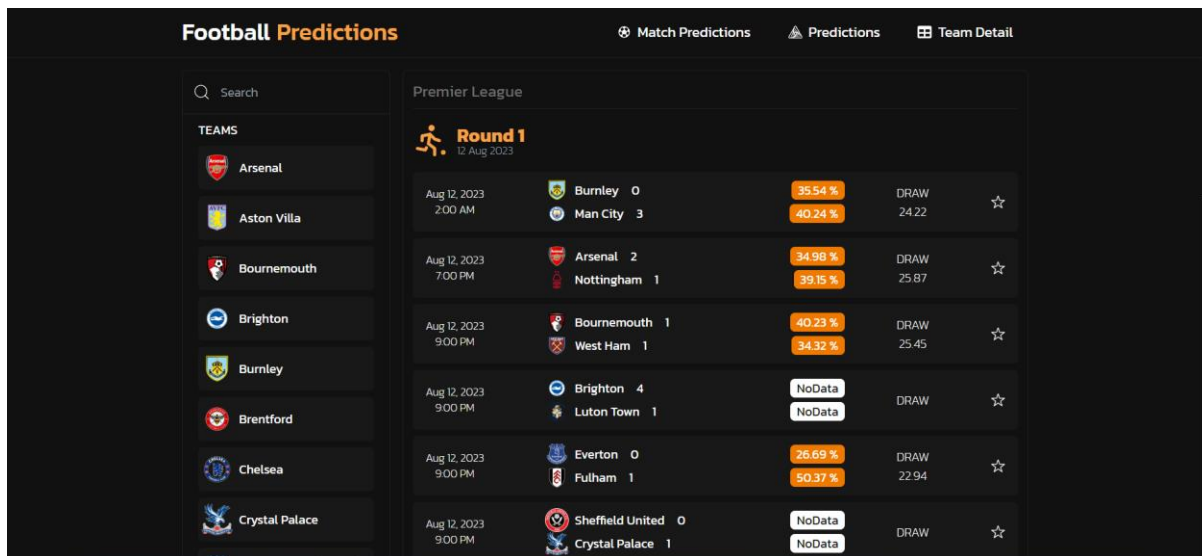 Football Predictions
Match Predictions
Predictions
Team Detail
Search
TEAMS
Arsenal
Aston Villa
Bournemouth
Brighton
Burnley
Brentford
Chelsea
Crystal Palace
Premier League
Round 1
12 Aug 2023
Aug 12, 2023
2:00 AM
Burnley 0
Man City 3
35.54 %
40.24 %
DRAW
24.22
Aug 12, 2023
7:00 PM
Arsenal 2
Nottingham 1
34.98 %
39.15 %
DRAW
25.87
Aug 12, 2023
9:00 PM
Bournemouth 1
West Ham 1
40.23 %
34.32 %
DRAW
25.45
Aug 12, 2023
9:00 PM
Brighton 4
Luton Town 1
NoData
NoData
DRAW
Aug 12, 2023
9:00 PM
Everton 0
Fulham 1
26.69 %
50.37 %
DRAW
22.94
Aug 12, 2023
9:00 PM
Sheffield United 0
Crystal Palace 1
NoData
NoData
DRAW